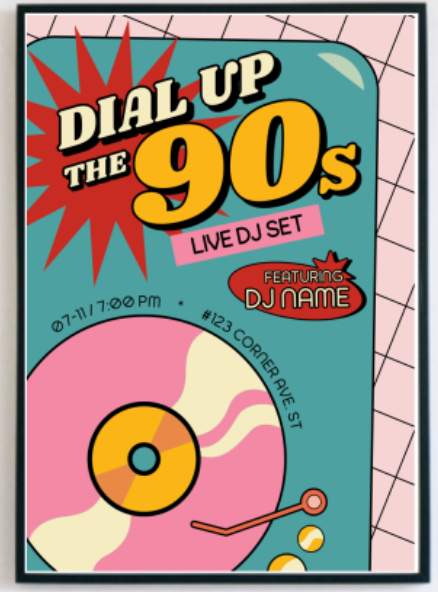 DIAL UP
THE 90s
LIVE DJ SET
FEATURING
DJ NAME
07-11 / 7:00 PM • #123 CORNER AVE. ST